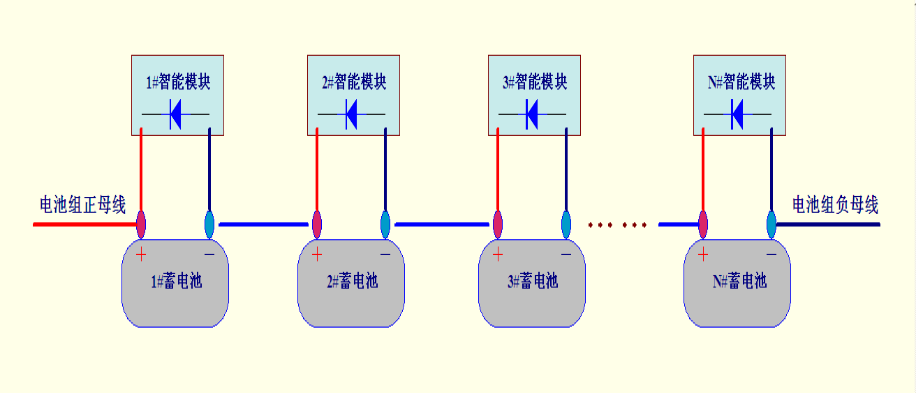 1#智能模块
2#智能模块
3#智能模块
N#智能模块
电池组正母线
电池组负母线
+
−
+
−
+
−
+
−
1#蓄电池
2#蓄电池
3#蓄电池
N#蓄电池